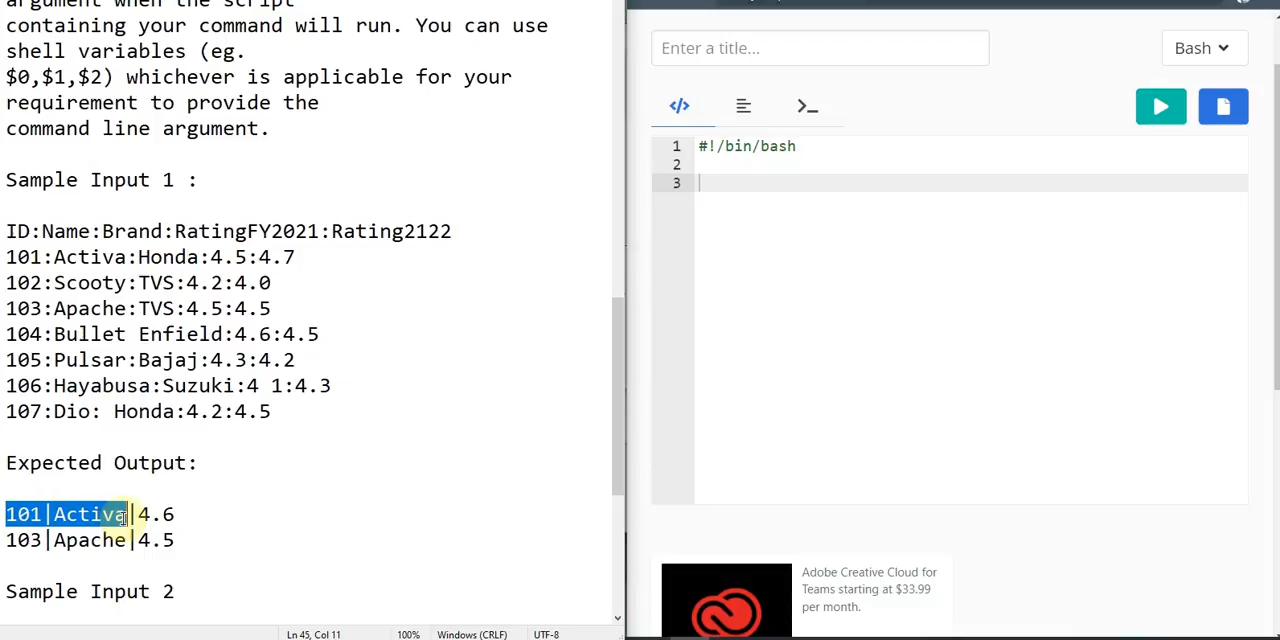 argument when the script
containing your command will run. You can use
shell variables (eg.
$0,$1,$2) whichever is applicable for your
requirement to provide the
command line argument.
Sample Input 1 :
ID:Name:Brand:RatingFY2021:Rating2122
101:Activa:Honda:4.5:4.7
102:Scooty:TVS:4.2:4.0
103:Apache:TVS:4.5:4.5
104:Bullet Enfield:4.6:4.5
105:Pulsar:Bajaj:4.3:4.2
106:Hayabusa:Suzuki:4 1:4.3
107:Dio: Honda:4.2:4.5
Expected Output:
101|Activa|4.6
103|Apache|4.5
Sample Input 2
Ln 45, Col 11
100%
Windows (CRLF)
UTF-8
Enter a title...
Bash
</>
>_
1 #!/bin/bash
2
3
Adobe Creative Cloud for
Teams starting at $33.99
per month.